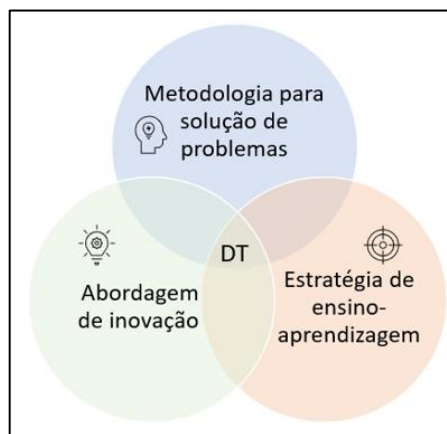 Metodologia para
solução de
problemas
DT
Abordagem
de inovação
Estratégia de
ensino-
aprendizagem